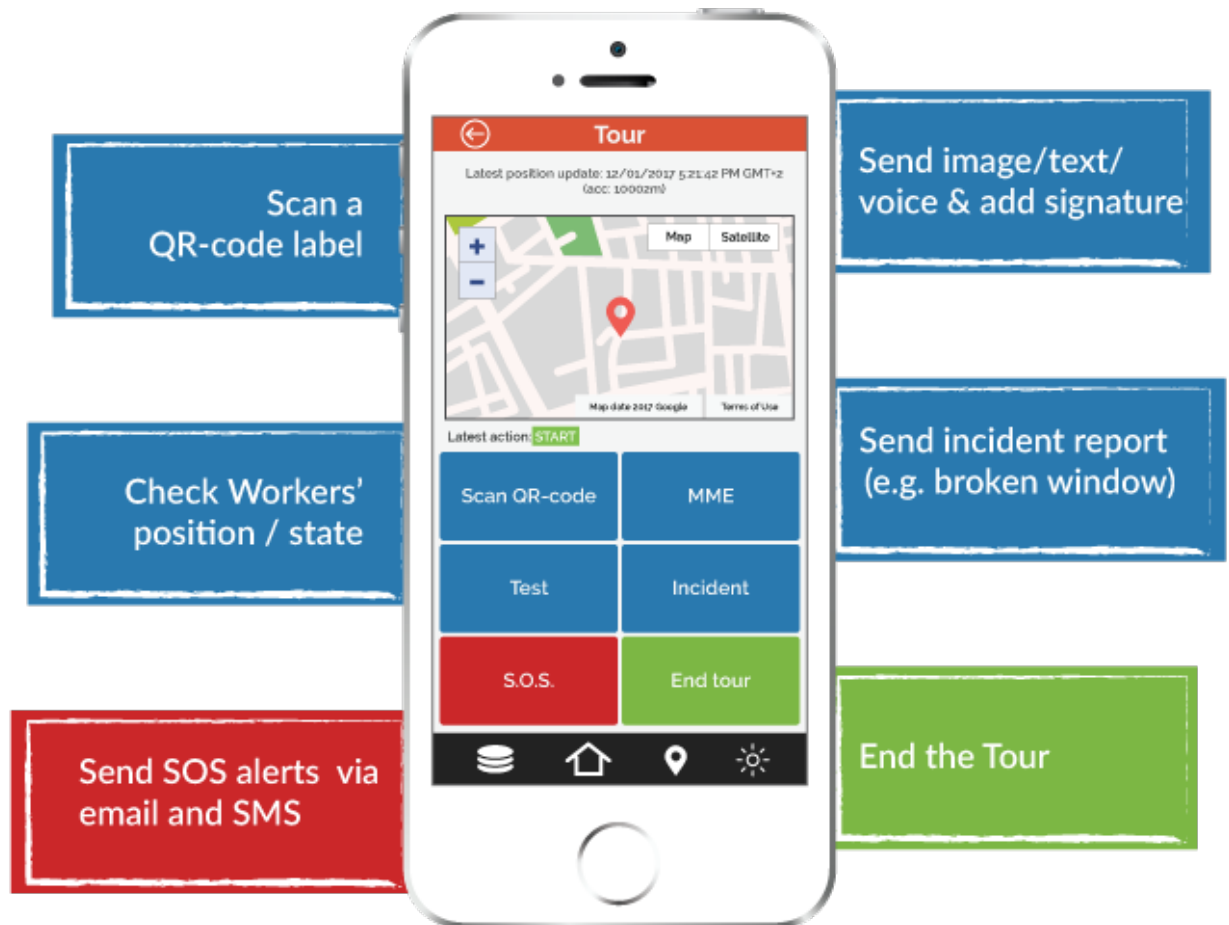 Scan a
QR-code label
Check Workers’
position / state
Send SOS alerts via
email and SMS
Tour
Latest position update: 12/01/2017 5:21:42 PM GMT+2
(acc: 10002m)
+
−
Map
Satellite
Map date 2017 Google
Terms of Use
Latest action: START
Scan QR-code
MME
Test
Incident
S.O.S.
End tour
Send image/text/
voice & add signature
Send incident report
(e.g. broken window)
End the Tour